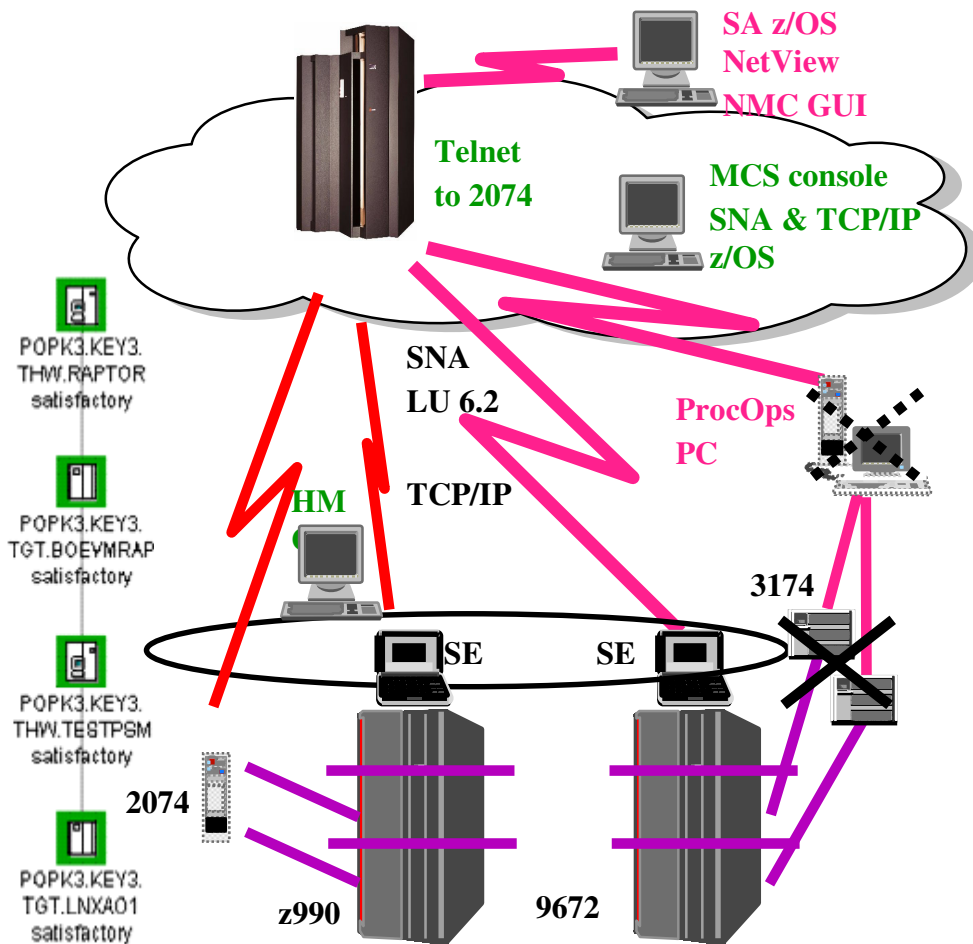 SA z/OS
NetView
NMC GUI
Telnet
to 2074
MCS console
SNA & TCP/IP
z/OS
POPK3.KEY3.
THW.RAPTOR
satisfactory
POPK3.KEY3.
TGT.BOEVMRAP
satisfactory
POPK3.KEY3.
THW.TESTPSM
satisfactory
POPK3.KEY3.
TGT.LNXAO1
satisfactory
SNA
LU 6.2
TCP/IP
ProcOps
PC
HM
3174
SE
SE
2074
z990
9672